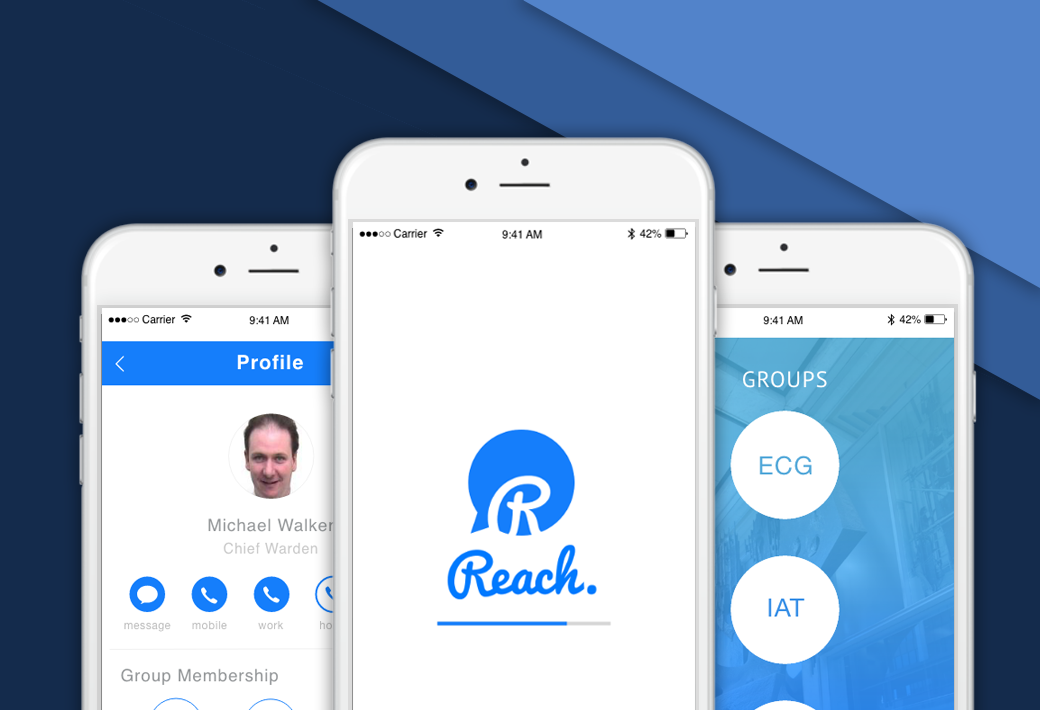 ●●●○○ Carrier 9:41 AM 42%
●●●○○ Carrier 9:41 AM
Profile
Michael Walker
Chief Warden
message mobile work ho
Group Membership
R
Reach.
9:41 AM 42%
GROUPS
ECG
IAT